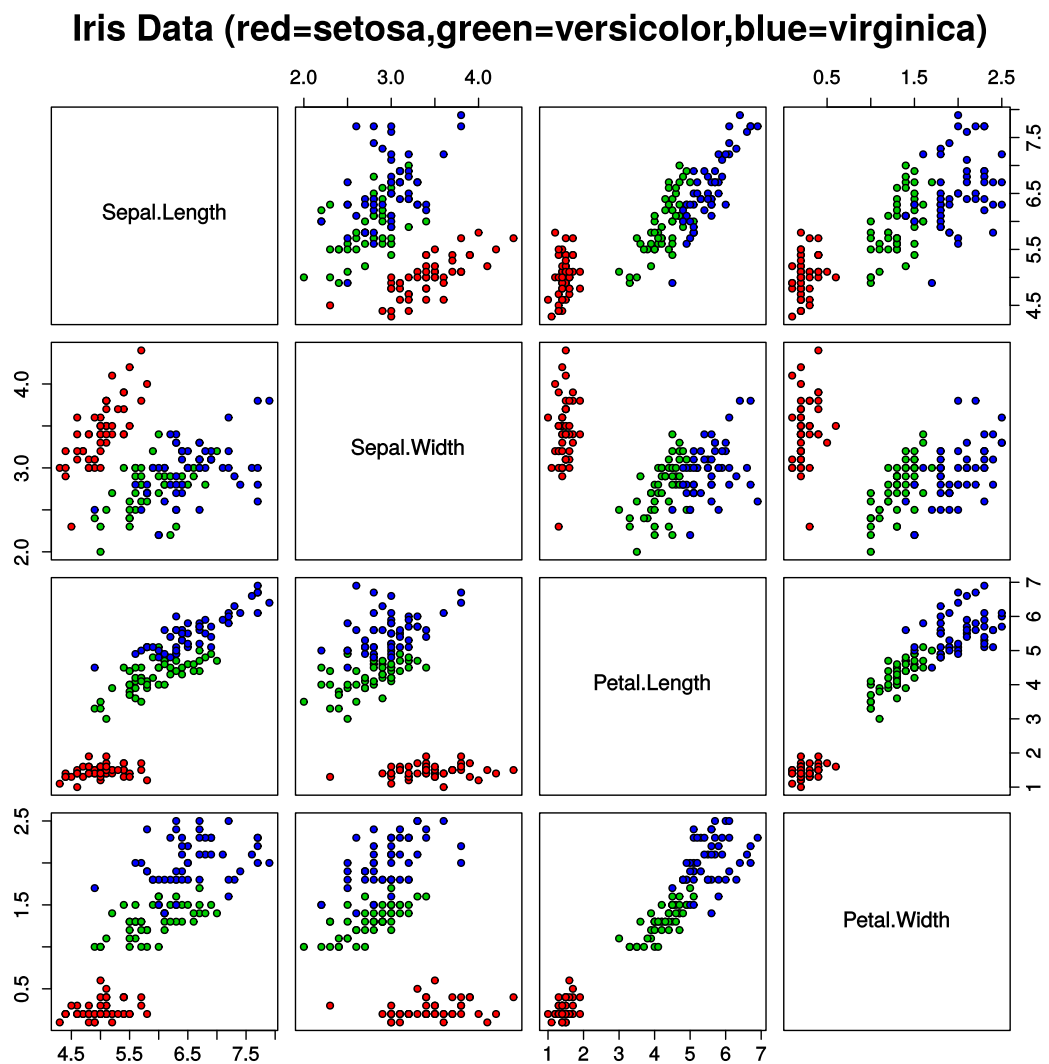 Iris Data (red=setosa,green=versicolor,blue=virginica)
2.0 3.0 4.0
0.5 1.5 2.5
Sepal.Length
4.5 5.5 6.5 7.5
2.0 3.0 4.0
Sepal.Width
Petal.Length
1 2 3 4 5 6 7
0.5 1.5 2.5
Petal.Width
4.5 5.5 6.5 7.5
1 2 3 4 5 6 7